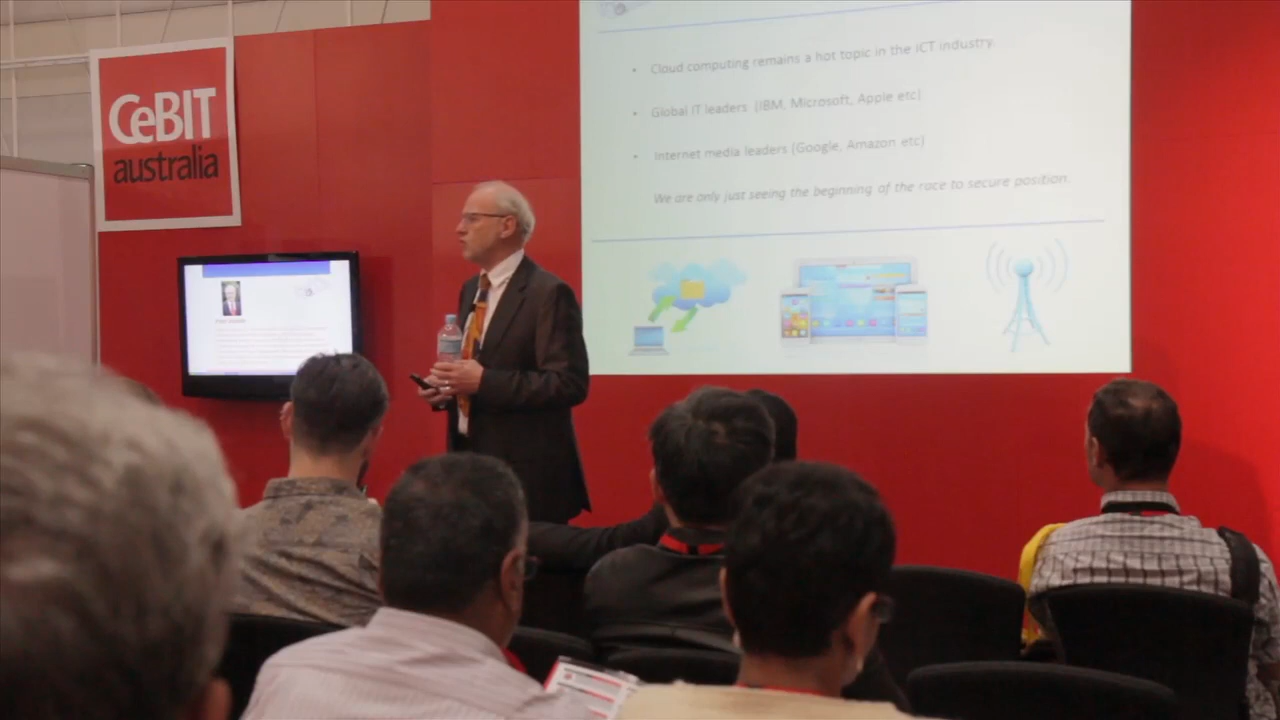 CeBIT
australia
Cloud computing remains a hot topic in the ICT industry.
Global IT leaders (IBM, Microsoft, Apple etc)
Internet media leaders (Google, Amazon etc)
We are only just seeing the beginning of the race to secure position.